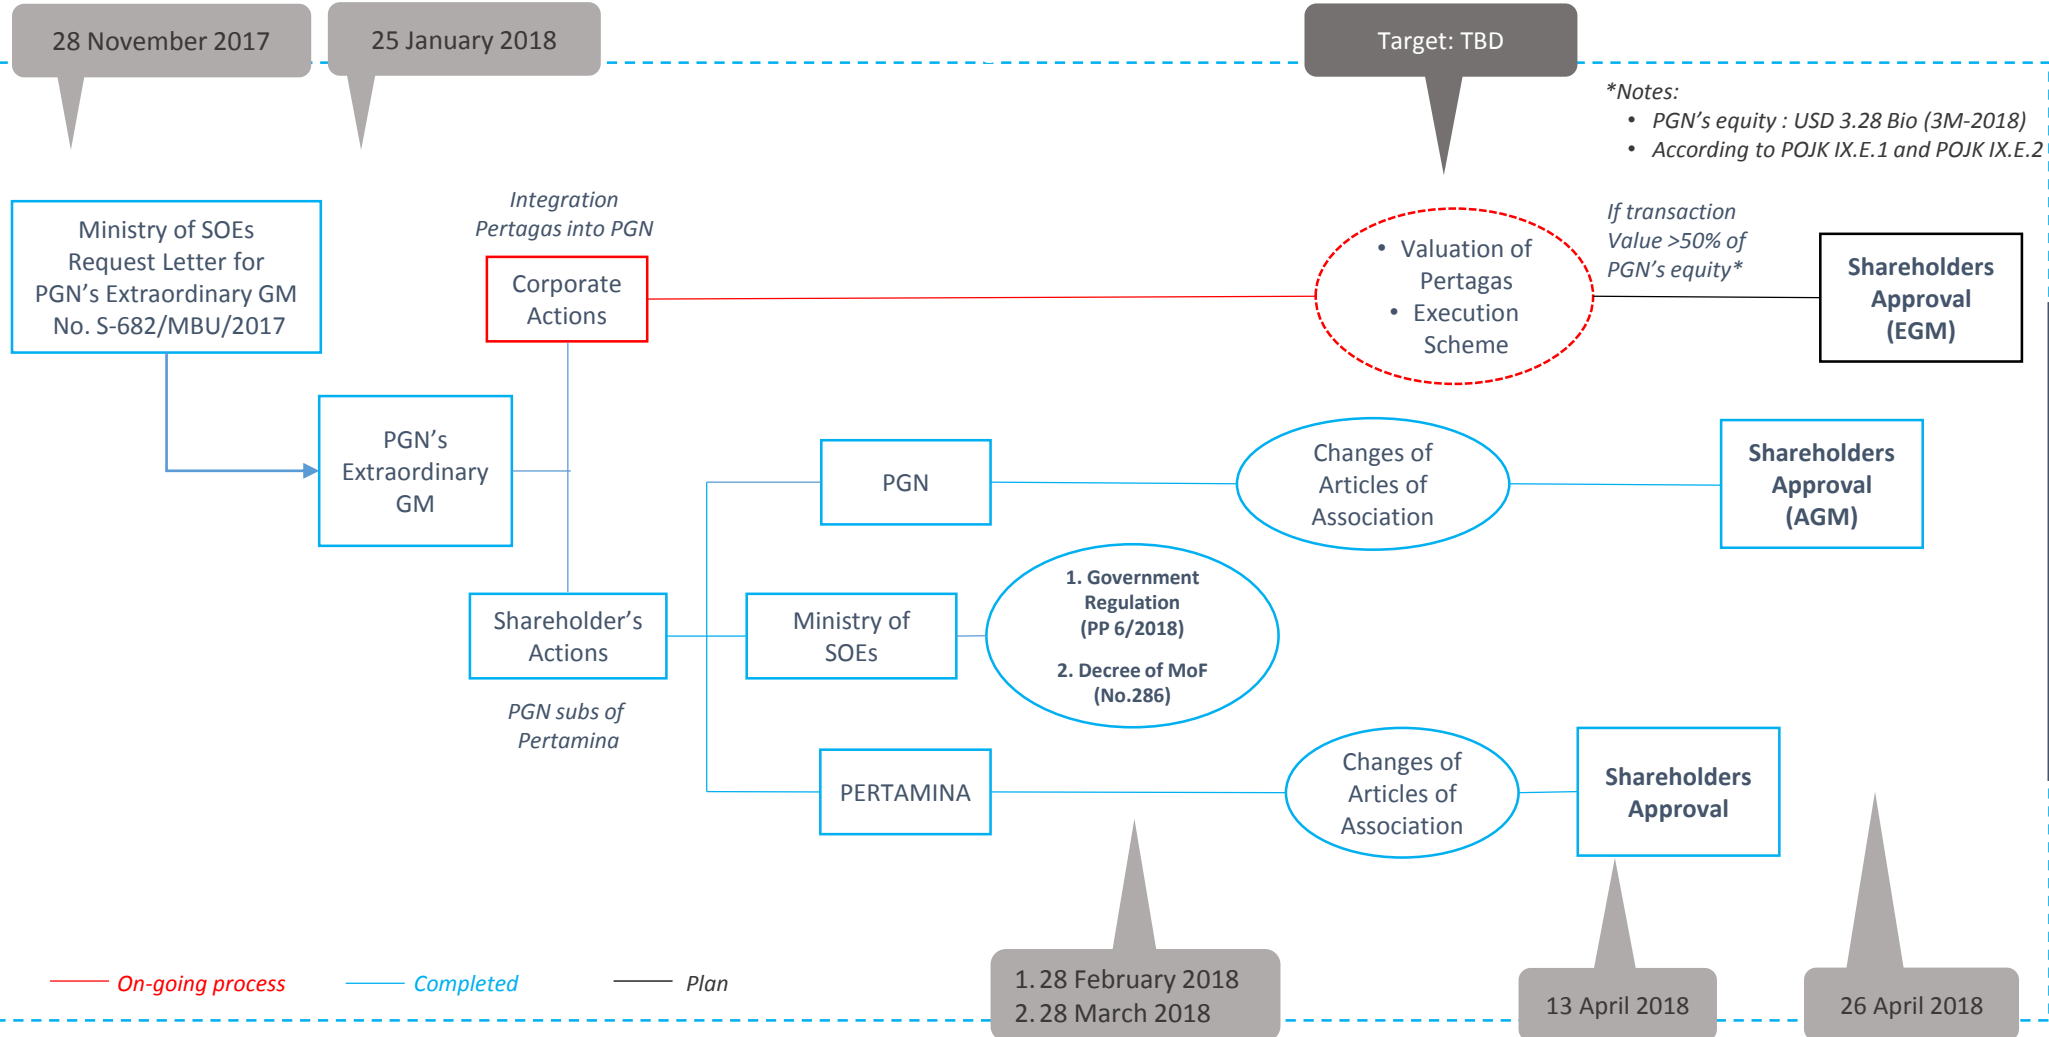 28 November 2017
25 January 2018
Target: TBD
*Notes:
• PGN's equity : USD 3.28 Bio (3M-2018)
• According to POJK IX.E.1 and POJK IX.E.2
Ministry of SOEs
Request Letter for
PGN's Extraordinary GM
No. S-682/MBU/2017
Integration
Pertagas into PGN
Corporate
Actions
• Valuation of
Pertagas
• Execution
Scheme
If transaction
Value >50% of
PGN's equity*
Shareholders
Approval
(EGM)
PGN's
Extraordinary
GM
PGN
Changes of
Articles of
Association
Shareholders
Approval
(AGM)
Shareholder's
Actions
PGN subs of
Pertamina
Ministry of
SOEs
1. Government
Regulation
(PP 6/2018)
2. Decree of MoF
(No.286)
PERTAMINA
Changes of
Articles of
Association
Shareholders
Approval
On-going process
Completed
Plan
1. 28 February 2018
2. 28 March 2018
13 April 2018
26 April 2018